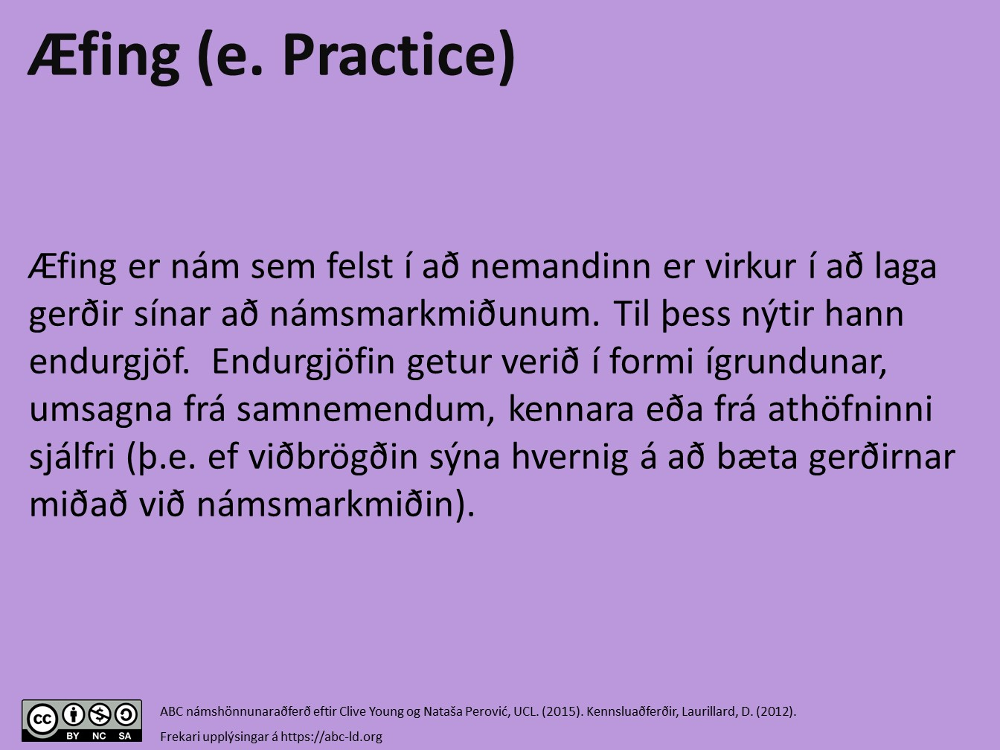 Æfing (e. Practice)
Æfing er nám sem felst í að nemandinn er virkur í að laga
gerðir sínar að námsmarkmiðunum. Til þess nýtir hann
endurgjöf.  Endurgjöfin getur verið í formi ígrundunar,
umsagna frá samnemendum, kennara eða frá athöfninni
sjálfri (þ.e. ef viðbrögðin sýna hvernig á að bæta gerðirnar
miðað við námsmarkmiðin).
cc BY NC SA
ABC námshönnunaraðferð eftir Clive Young og Nataša Perović, UCL. (2015). Kennsluaðferðir, Laurillard, D. (2012).
Frekari upplýsingar á https://abc-ld.org